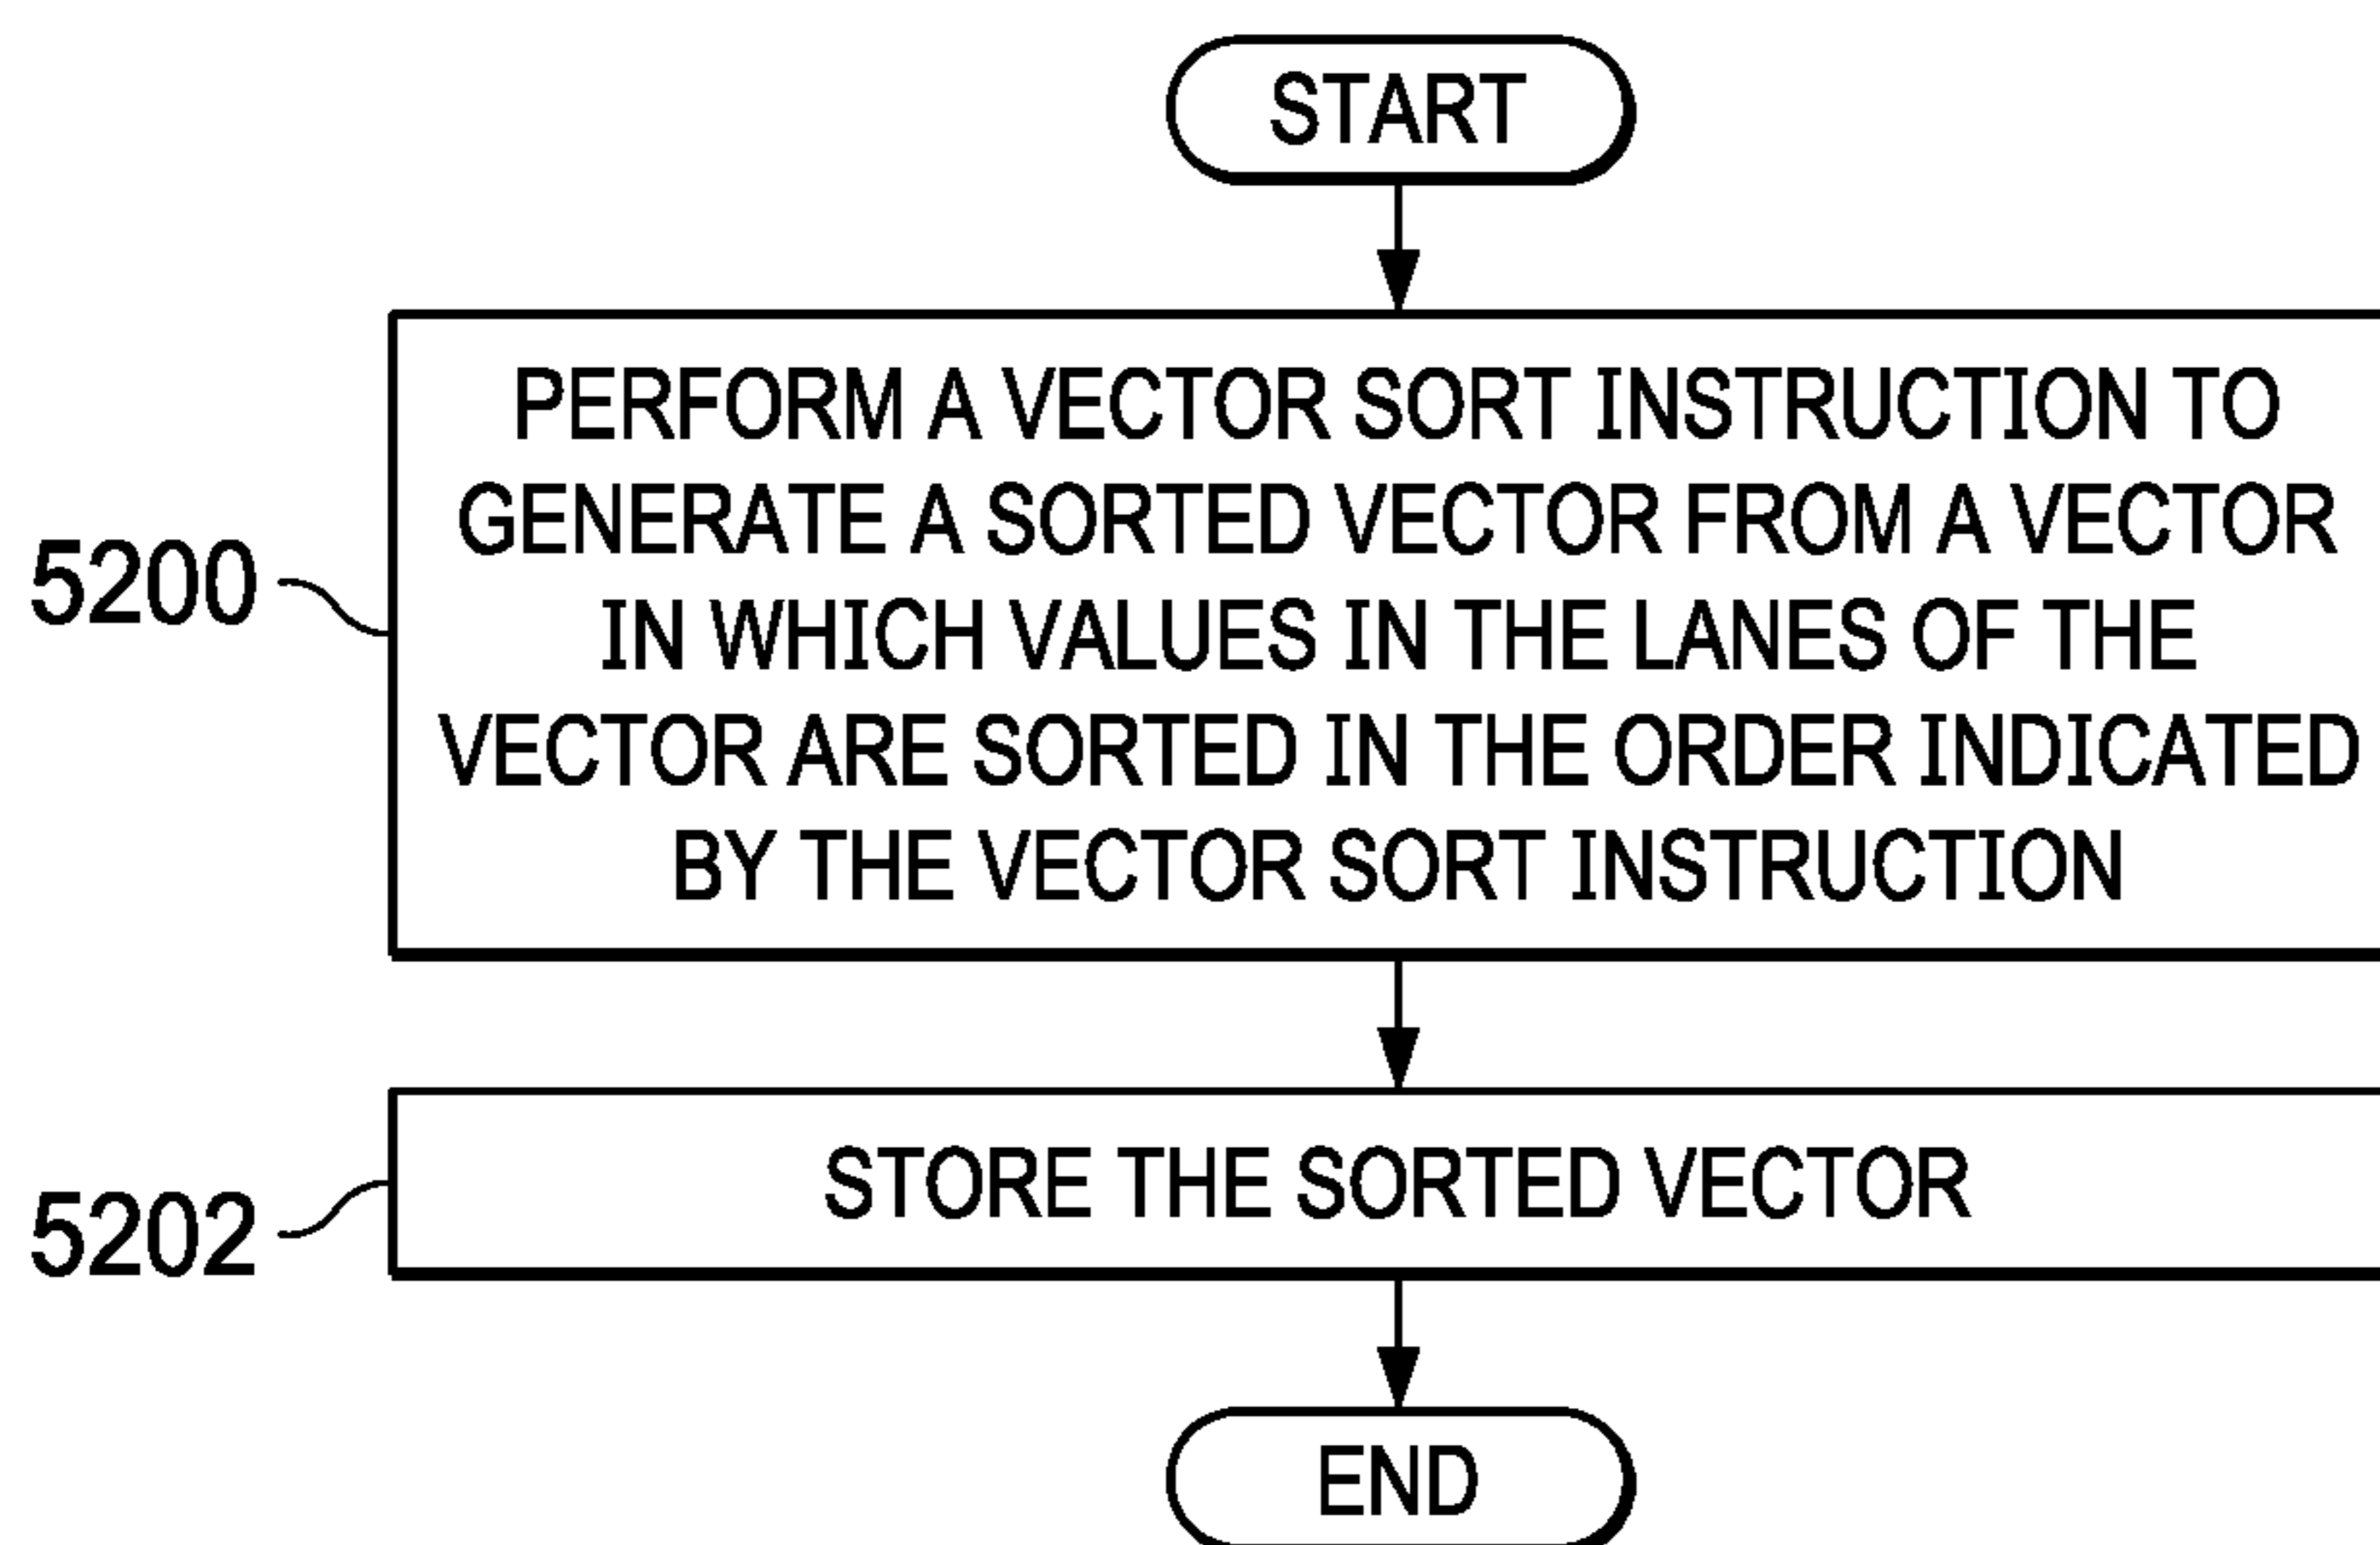 START
PERFORM A VECTOR SORT INSTRUCTION TO
GENERATE A SORTED VECTOR FROM A VECTOR
IN WHICH VALUES IN THE LANES OF THE
VECTOR ARE SORTED IN THE ORDER INDICATED
BY THE VECTOR SORT INSTRUCTION
5200
STORE THE SORTED VECTOR
5202
END